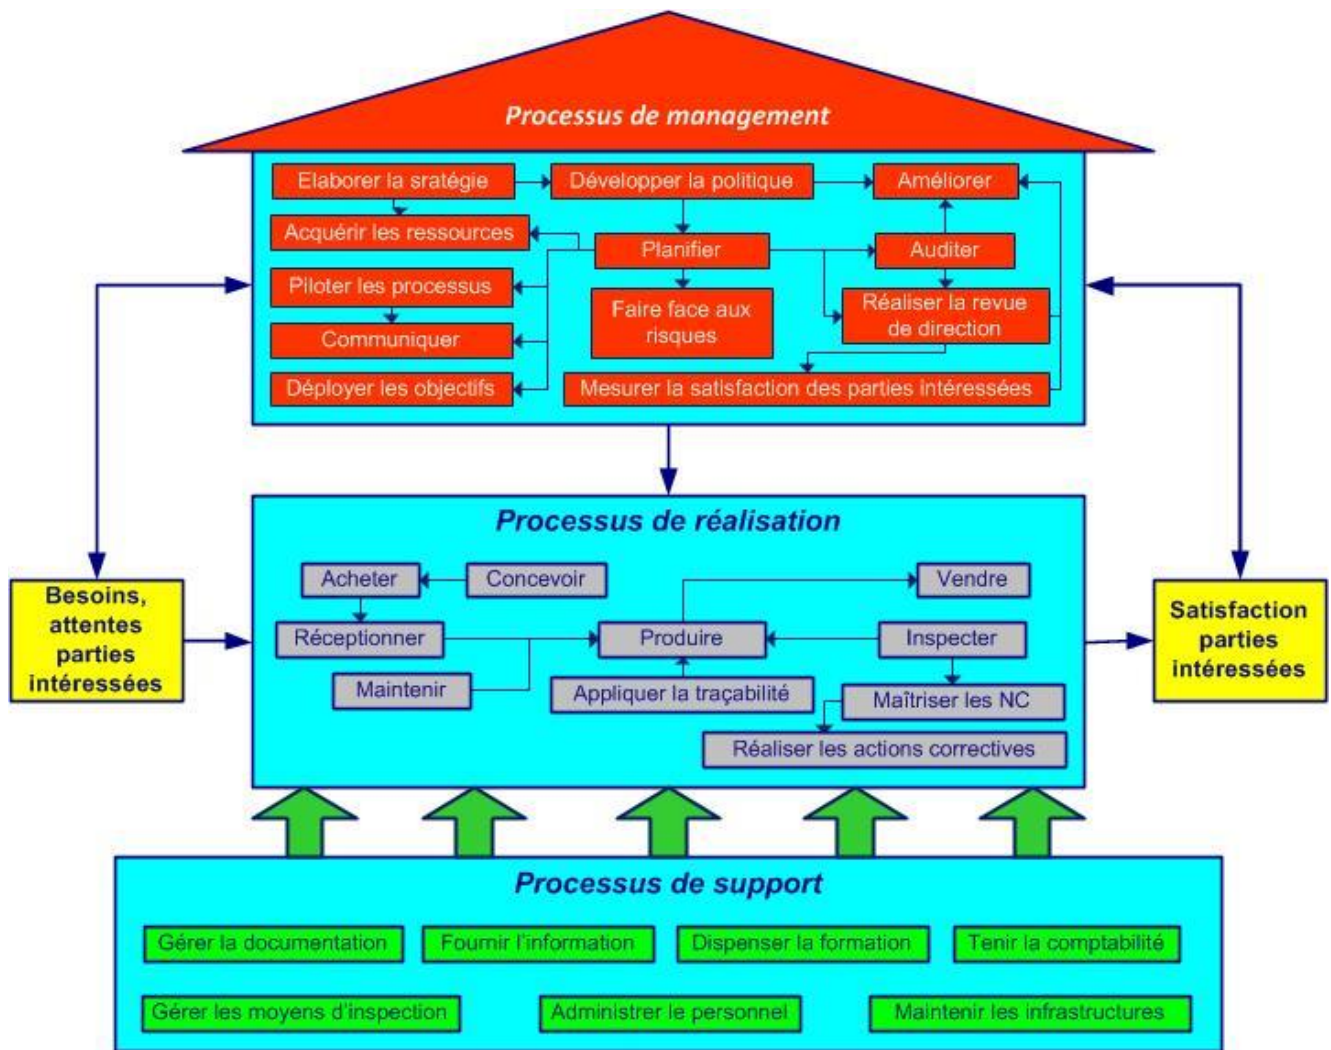 Processus de management
Elaborer la sratégie
Développer la politique
Améliorer
Acquérir les ressources
Planifier
Auditer
Piloter les processus
Faire face aux
risques
Réaliser la revue
de direction
Communiquer
Déployer les objectifs
Mesurer la satisfaction des parties intéressées
Processus de réalisation
Acheter
Concevoir
Vendre
Besoins,
attentes
parties
intéressées
Réceptionner
Produire
Inspecter
Satisfaction
parties
intéressées
Maintenir
Appliquer la traçabilité
Maîtriser les NC
Réaliser les actions correctives
Processus de support
Gérer la documentation
Fournir l'information
Dispenser la formation
Tenir la comptabilité
Gérer les moyens d'inspection
Administrer le personnel
Maintenir les infrastructures